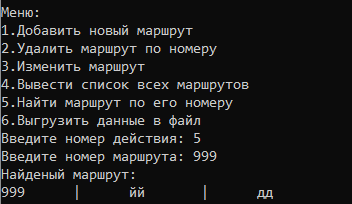 Меню:
1.Добавить новый маршрут
2.Удалить маршрут по номеру
3.Изменить маршрут
4.Вывести список всех маршрутов
5.Найти маршрут по его номеру
6.Выгрузить данные в файл
Введите номер действия: 5
Введите номер маршрута: 999
Найденый маршрут:
999 | йй | дд